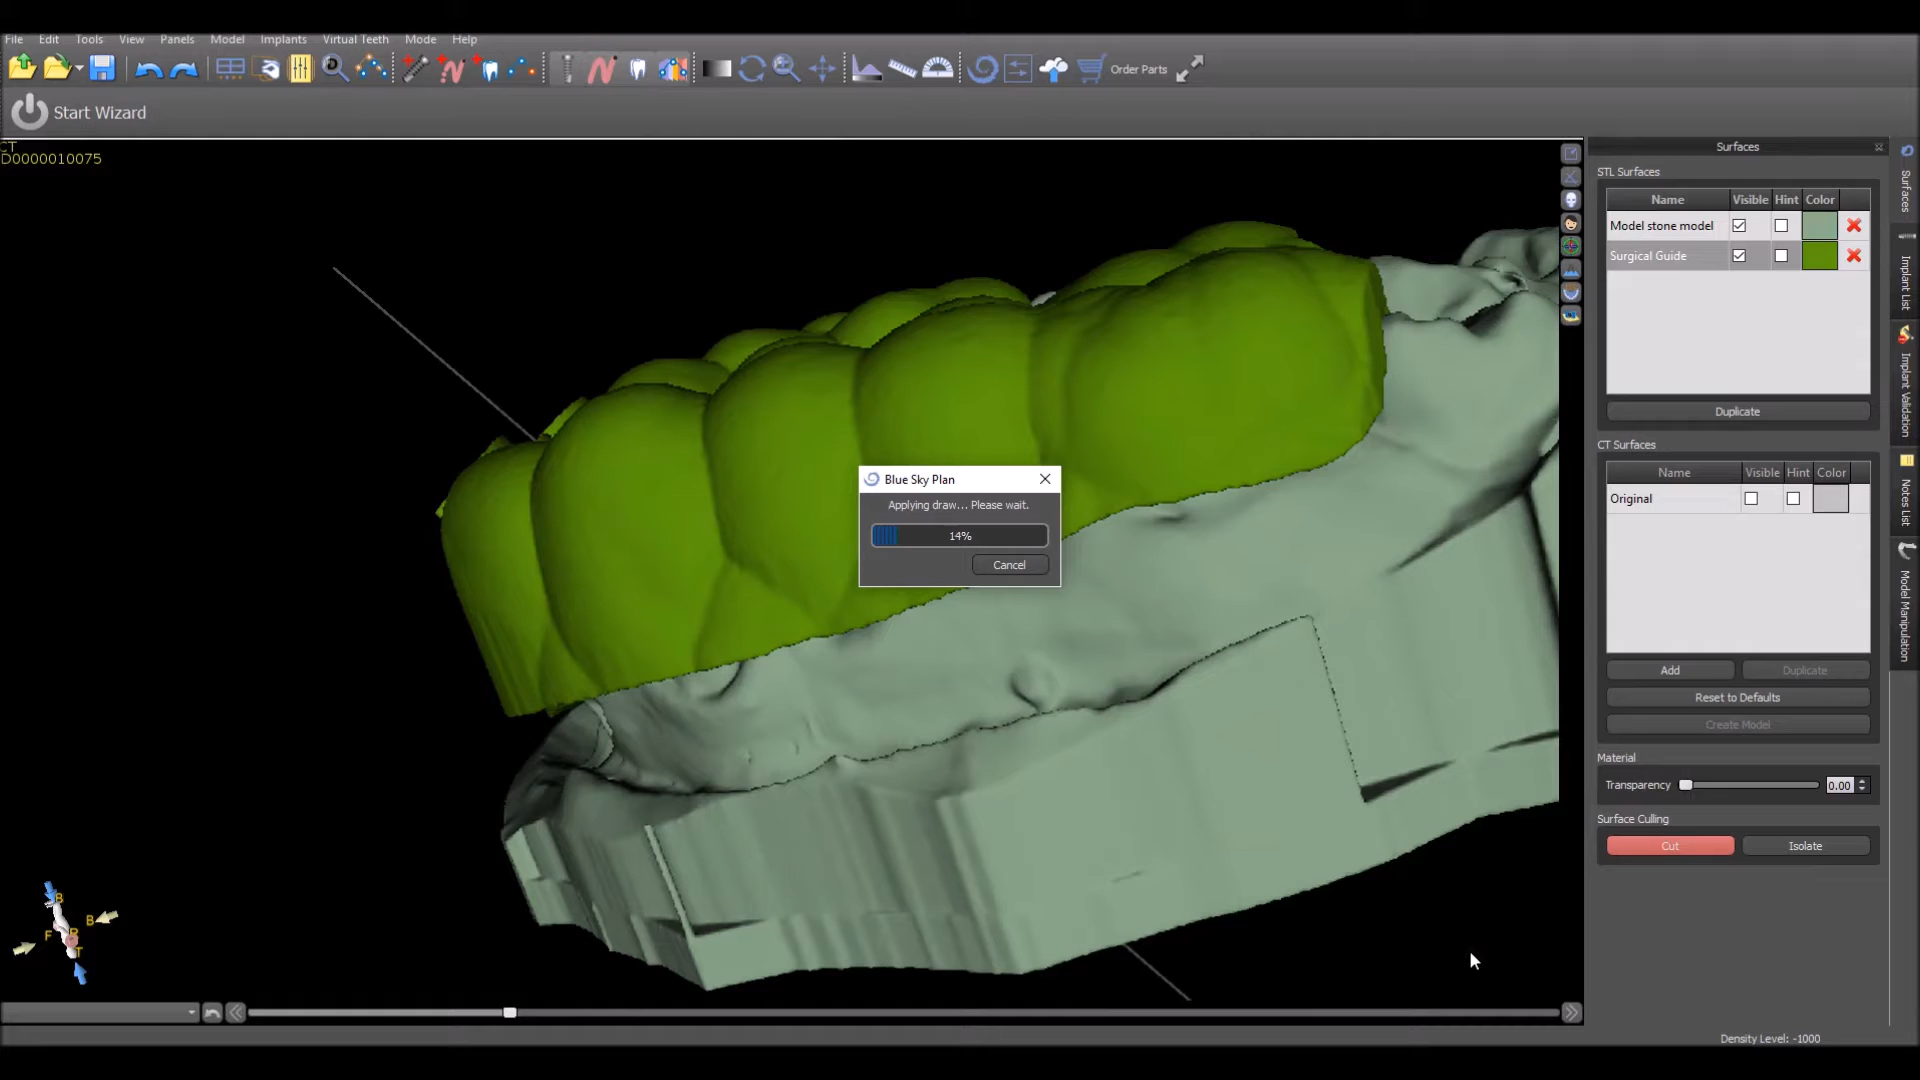 File Edit Tools View Panels Model Implants Virtual Teeth Mode Help
Order Parts
Start Wizard
CT
D0000010075
Surfaces
STL Surfaces
Name Visible Hint Color
Model stone model
Surgical Guide
Duplicate
CT Surfaces
Name Visible Hint Color
Original
Add Duplicate
Reset to Defaults
Create Model
Material
Transparency 0.00
Surface Culling
Cut Isolate
Surfaces
Implant List
Implant Validation
Notes List
Model Manipulation
Blue Sky Plan
Applying draw... Please wait.
14%
Cancel
B
B
F
R
T
Density Level: -1000